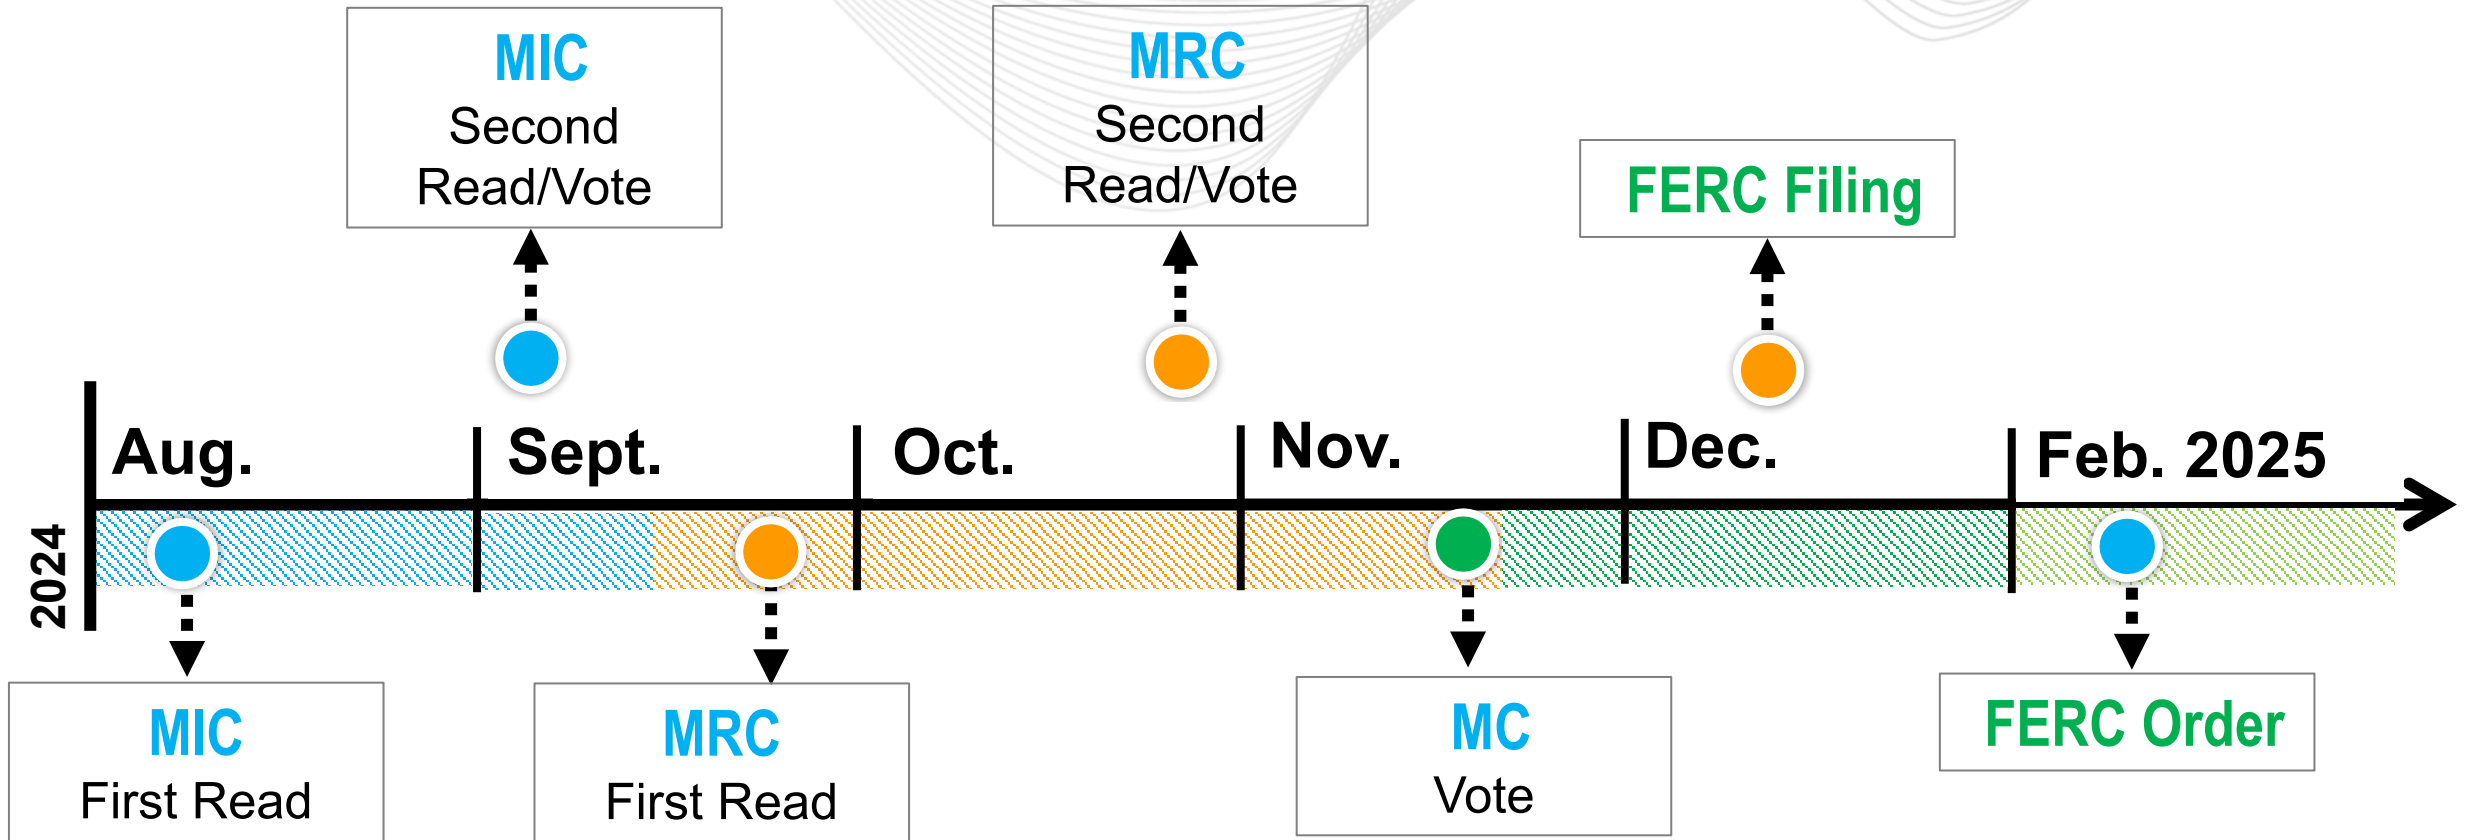 MIC
Second
Read/Vote
MRC
Second
Read/Vote
FERC Filing
2024
Aug.
Sept.
Oct.
Nov.
Dec.
Feb. 2025
MIC
First Read
MRC
First Read
MC
Vote
FERC Order